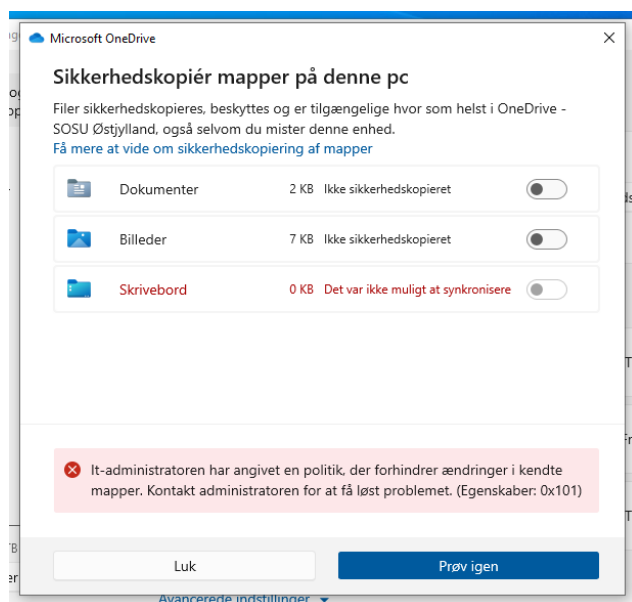 Microsoft OneDrive
Sikkerhedskopiér mapper på denne pc
Filer sikkerhedskopieres, beskyttes og er tilgængelige hvor som helst i OneDrive -
SOSU Østjylland, også selvom du mister denne enhed.
Få mere at vide om sikkerhedskopiering af mapper
Dokumenter 2 KB Ikke sikkerhedskopieret
Billeder 7 KB Ikke sikkerhedskopieret
Skrivebord 0 KB Det var ikke muligt at synkronisere
It-administratoren har angivet en politik, der forhindrer ændringer i kendte
mapper. Kontakt administratoren for at få løst problemet. (Egenskaber: 0x101)
Luk Prøv igen
Avancerede indstillinger